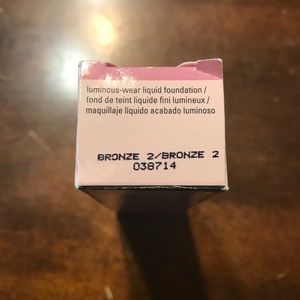 luminous-wear liquid foundation /
fond de teint liquide fini lumineux /
maquillaje líquido acabado luminoso
BRONZE 2/BRONZE 2
038714